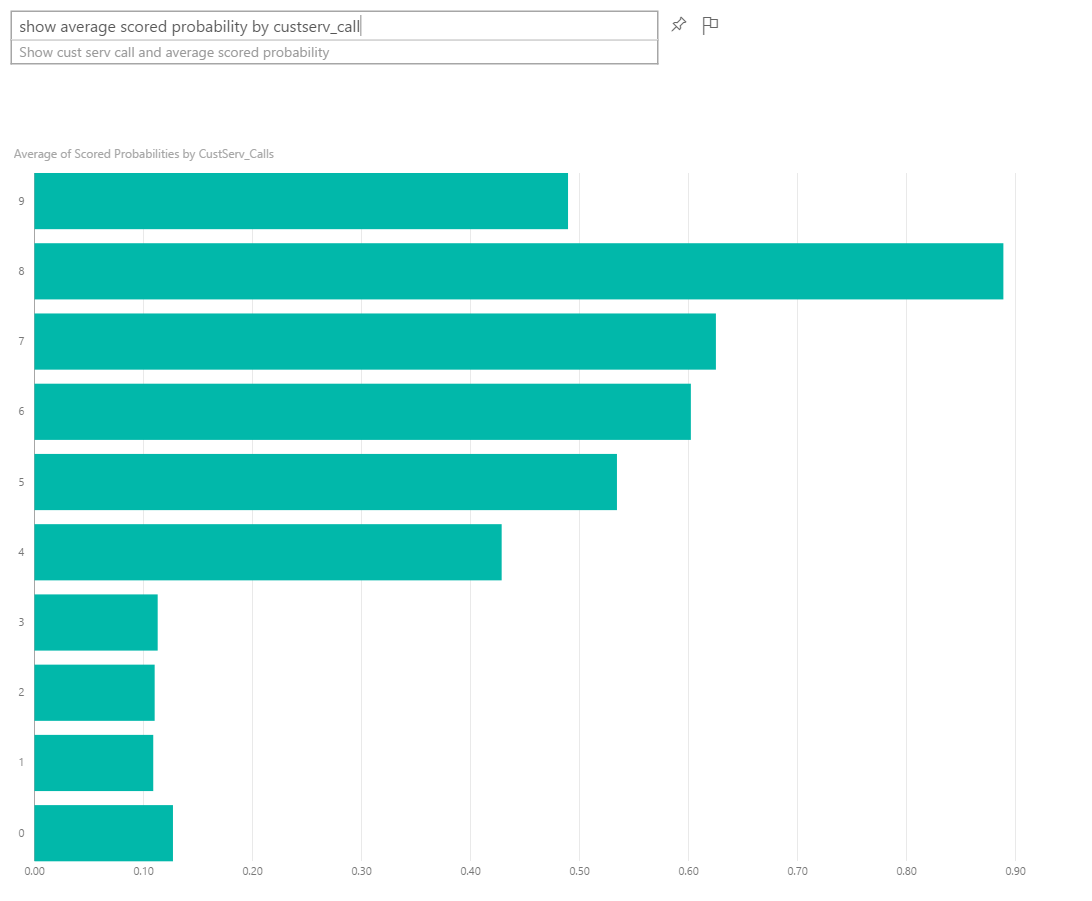 show average scored probability by custserv_call
Show cust serv call and average scored probability
Average of Scored Probabilities by CustServ_Calls
9
8
7
6
5
4
3
2
1
0
0.00 0.10 0.20 0.30 0.40 0.50 0.60 0.70 0.80 0.90